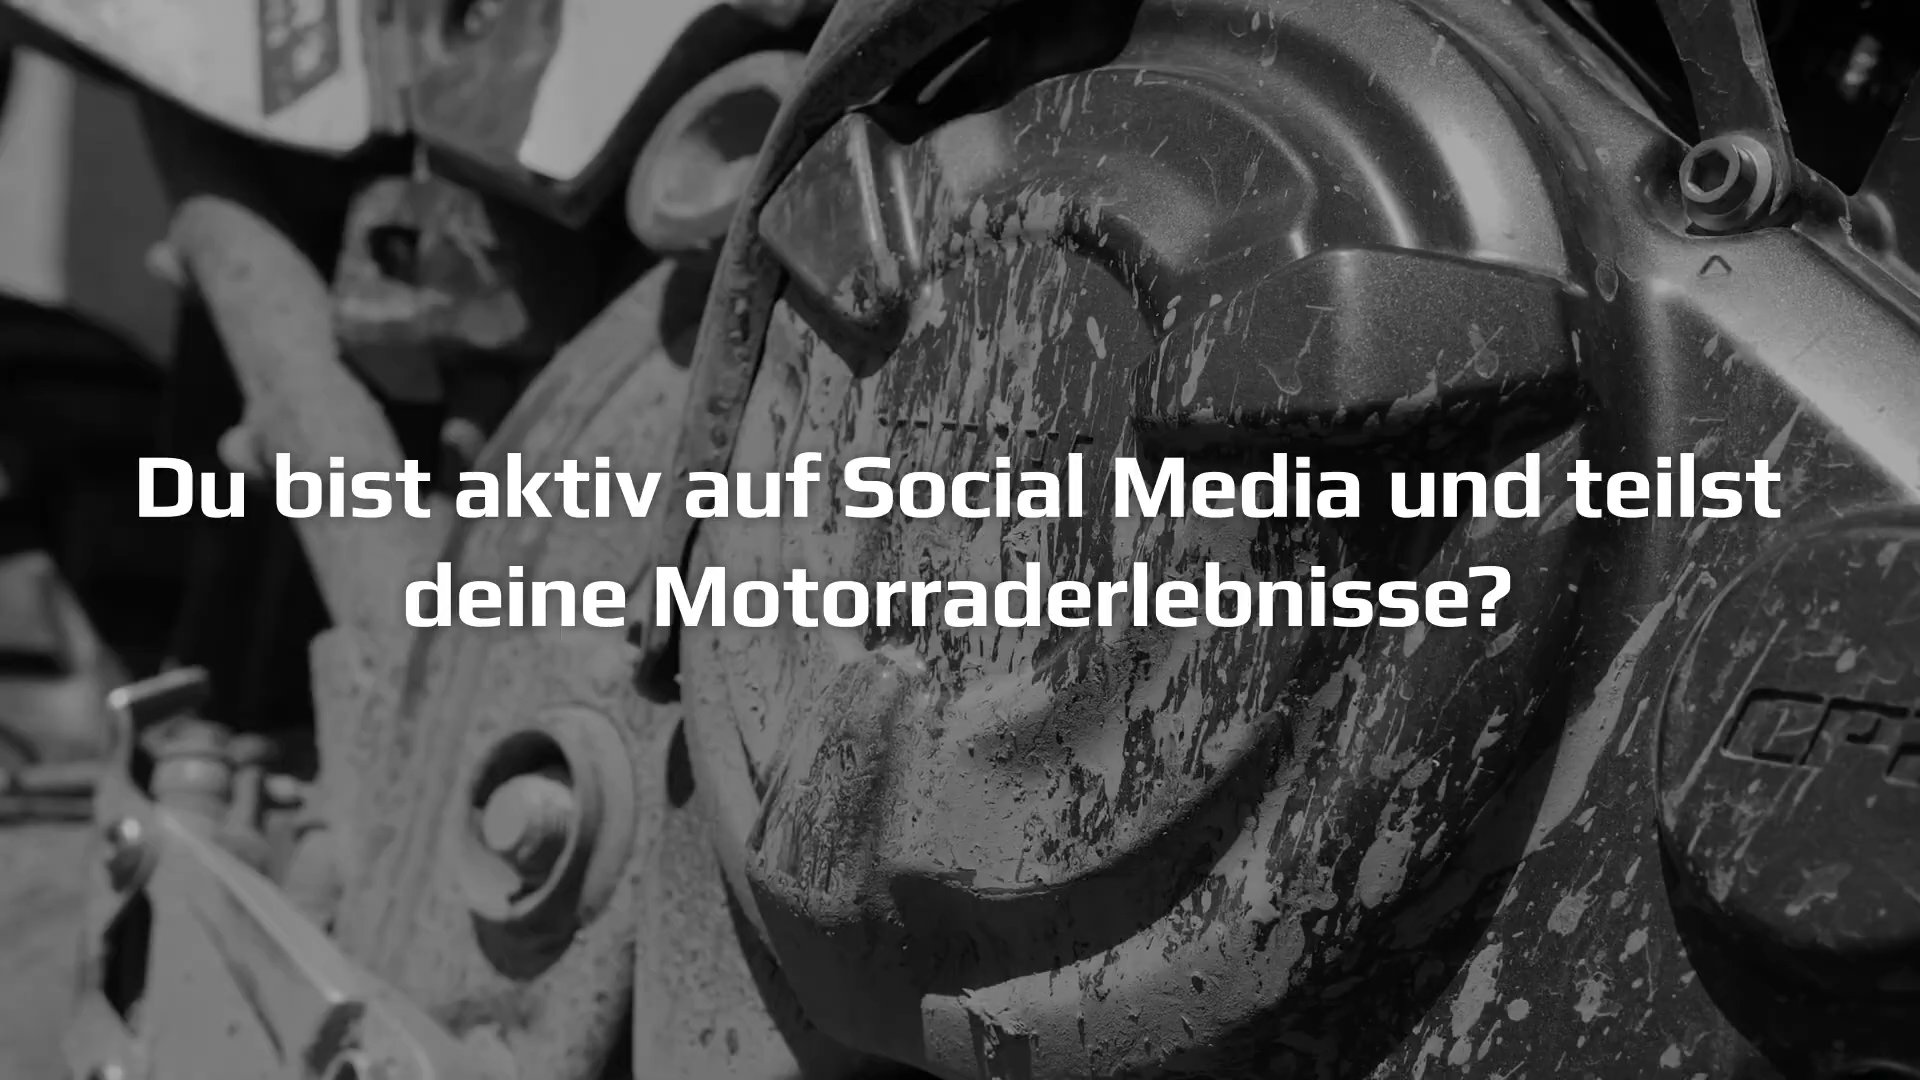 Du bist aktiv auf Social Media und teilst
deine Motorraderlebnisse?